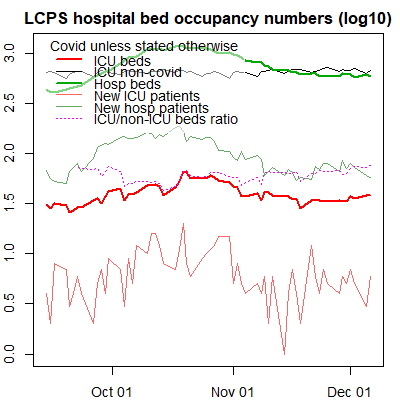 LCPS hospital bed occupancy numbers (log10)
Covid unless stated otherwise
ICU beds
ICU non-covid
Hosp beds
New ICU patients
New hosp patients
ICU/non-ICU beds ratio
3.0
2.5
2.0
1.5
1.0
0.5
0.0
Oct 01 Nov 01 Dec 01